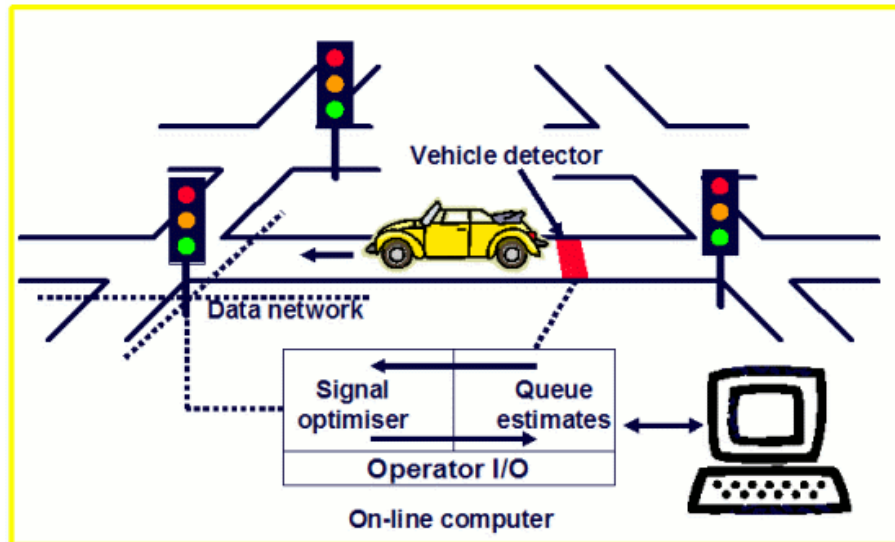 Vehicle detector
Data network
Signal
optimiser
Queue
estimates
Operator I/O
On-line computer